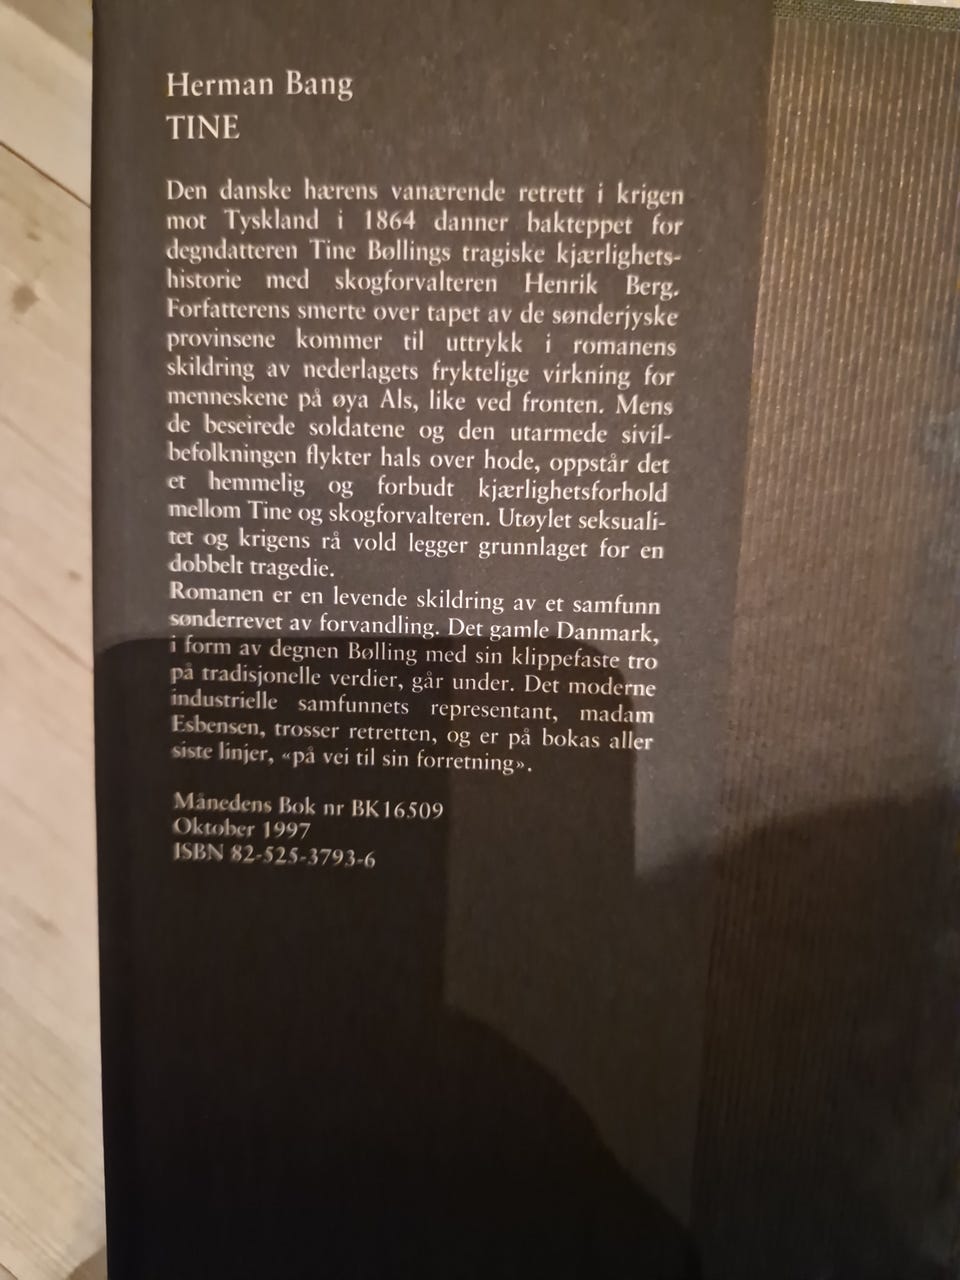 Herman Bang
TINE
Den danske hærens vanærende retrett i krigen
mot Tyskland i 1864 danner bakteppet for
degndatteren Tine Bøllings tragiske kjærlighets-
historie med skogforvalteren Henrik Berg.
Forfatterens smerte over tapet av de sønderjyske
provinsene kommer til uttrykk i romanens
skildring av nederlagets fryktelige virkning for
menneskene på øya Als, like ved fronten. Mens
de beseirede soldatene og den utarmede sivil-
befolkningen flykter hals over hode, oppstår det
et hemmelig og forbudt kjærlighetsforhold
mellom Tine og skogforvalteren. Utøylet seksuali-
tet og krigens rå vold legger grunnlaget for en
dobbelt tragedie.
Romanen er en levende skildring av et samfunn
sønderrevet av forvandling. Det gamle Danmark,
i form av degnen Bølling med sin klippefaste tro
på tradisjonelle verdier, går under. Det moderne
industrielle samfunnets representant, madam
Esbensen, trosser retretten, og er på bokas aller
siste linjer, «på vei til sin forretning».
Månedens Bok nr BK16509
Oktober 1997
ISBN 82-525-3793-6